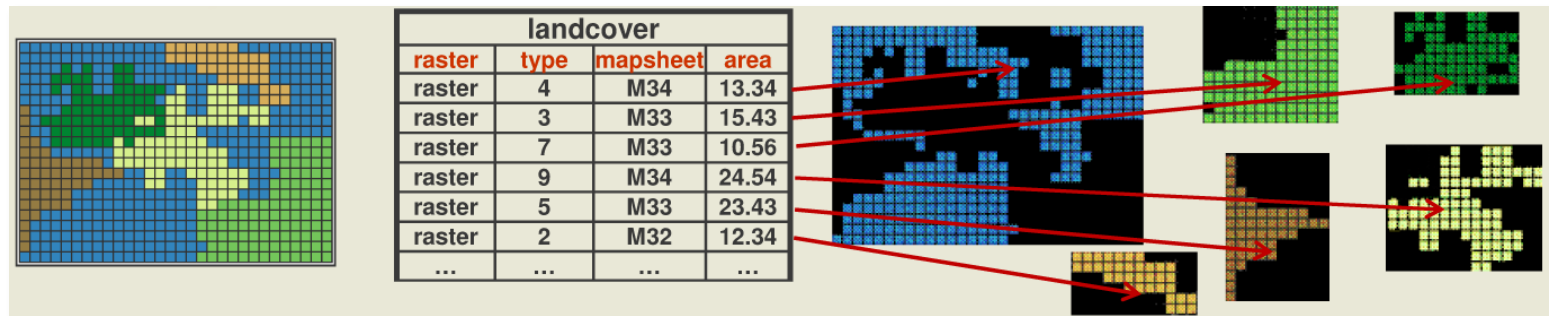 landcover
raster type mapsheet area
raster 4 M34 13.34
raster 3 M33 15.43
raster 7 M33 10.56
raster 9 M34 24.54
raster 5 M33 23.43
raster 2 M32 12.34
... ... ... ...